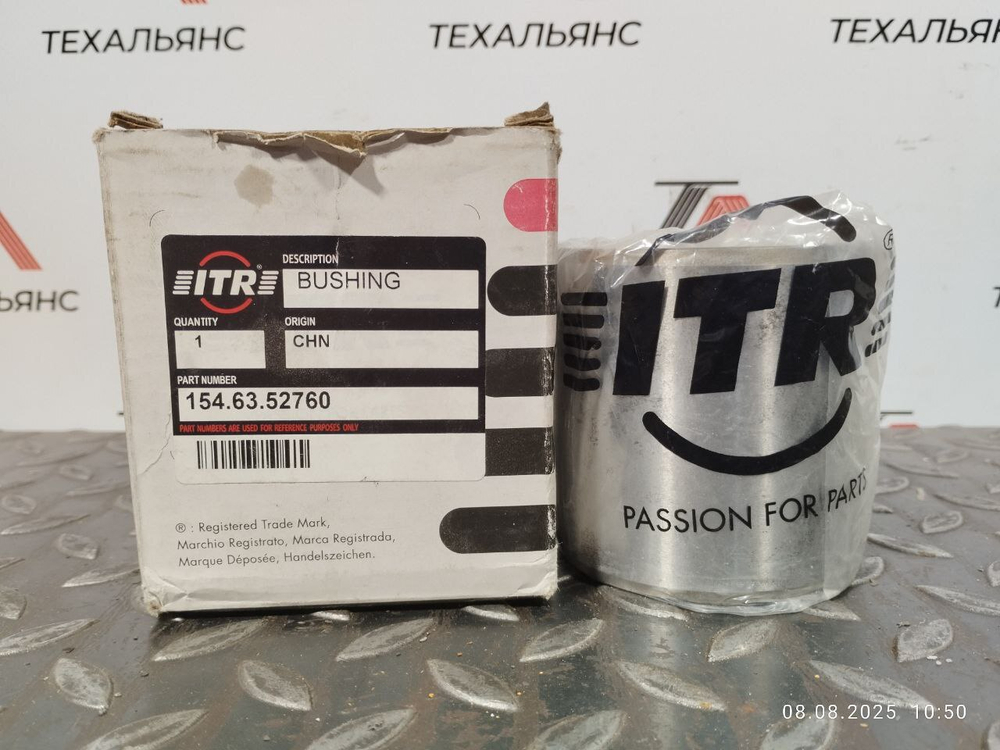 ТЕХАЛЬЯНС
ТЕХАЛЬЯНС
ТЕХАЛЬЯНС
ЬЯНС
ITR®
DESCRIPTION
BUSHING
QUANTITY
1
ORIGIN
CHN
PART NUMBER
154.63.52760
PART NUMBERS ARE USED FOR REFERENCE PURPOSES ONLY
® : Registered Trade Mark,
Marchio Registrato, Marca Registrada,
Marque Déposée, Handelszeichen.
ITR®
PASSION FOR PARTS
08.08.2025 10:50